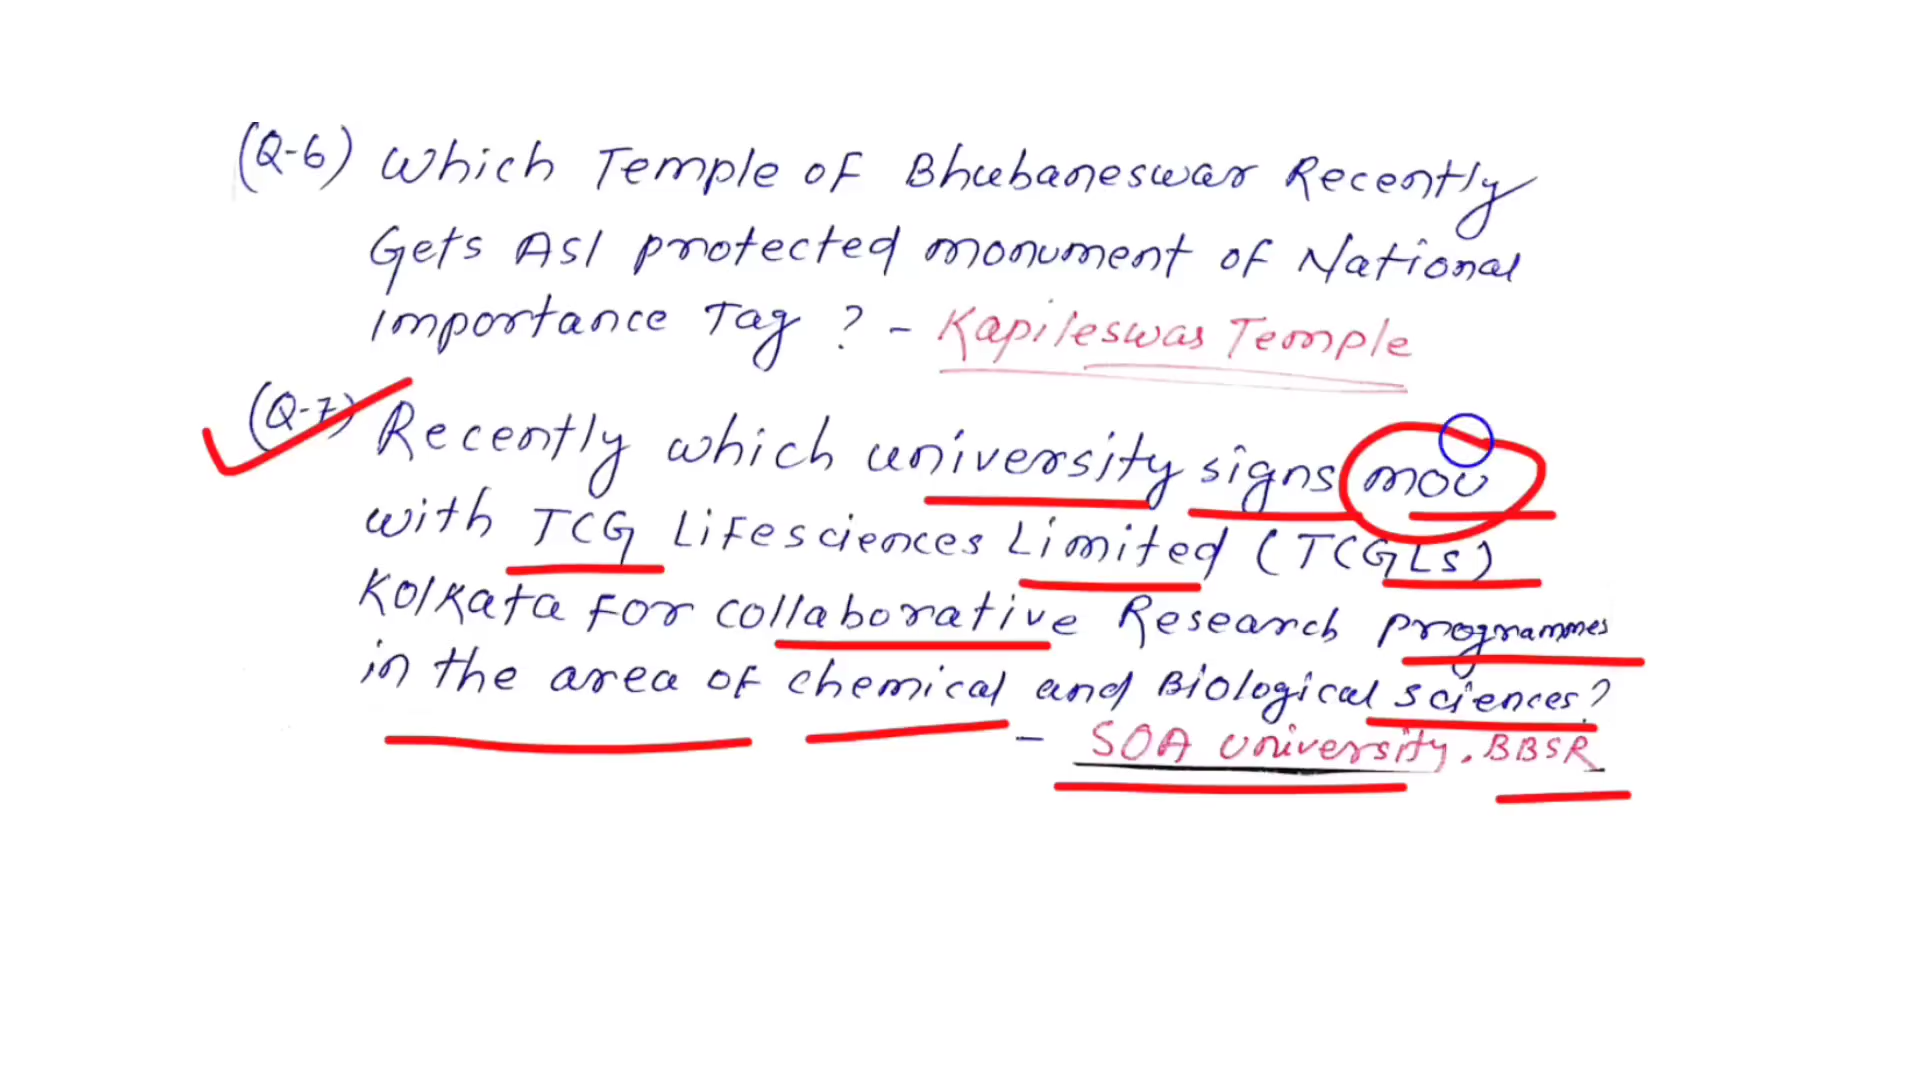 (Q-6) Which Temple of Bhubaneswar Recently
Gets ASI protected monument of National
Importance Tag ? - Kapileswar Temple
(Q-7) Recently which university signs MOU
with TCG Lifesciences Limited (TCGLS)
Kolkata for collaborative Research programmes
in the area of chemical and Biological sciences?
- SOA University, BBSR